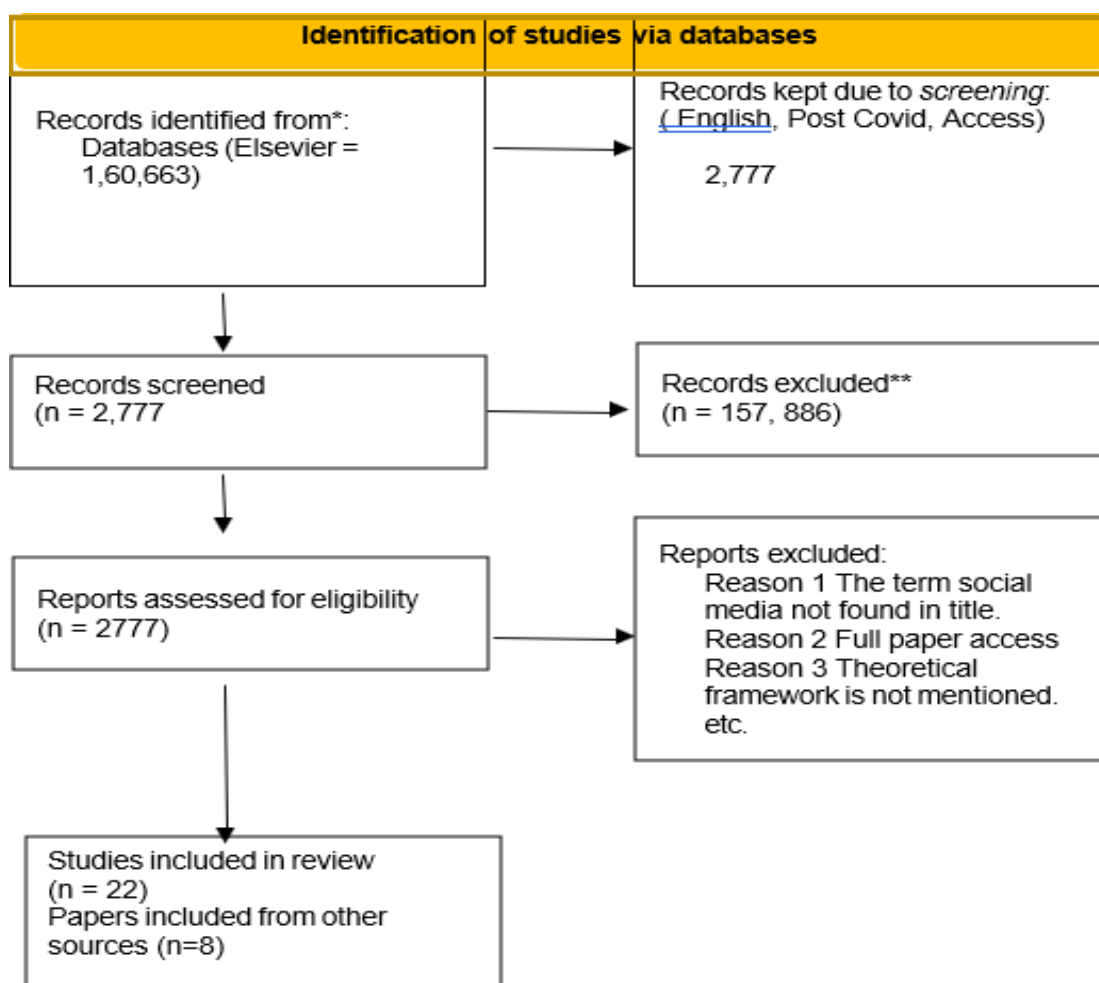 Identification of studies via databases
Records identified from*:
Databases (Elsevier =
1,60,663)
Records kept due to screening:
( English, Post Covid, Access)
2,777
Records screened
(n = 2,777
Records excluded**
(n = 157, 886)
Reports assessed for eligibility
(n = 2777)
Reports excluded:
Reason 1 The term social
media not found in title.
Reason 2 Full paper access
Reason 3 Theoretical
framework is not mentioned.
etc.
Studies included in review
(n = 22)
Papers included from other
sources (n=8)